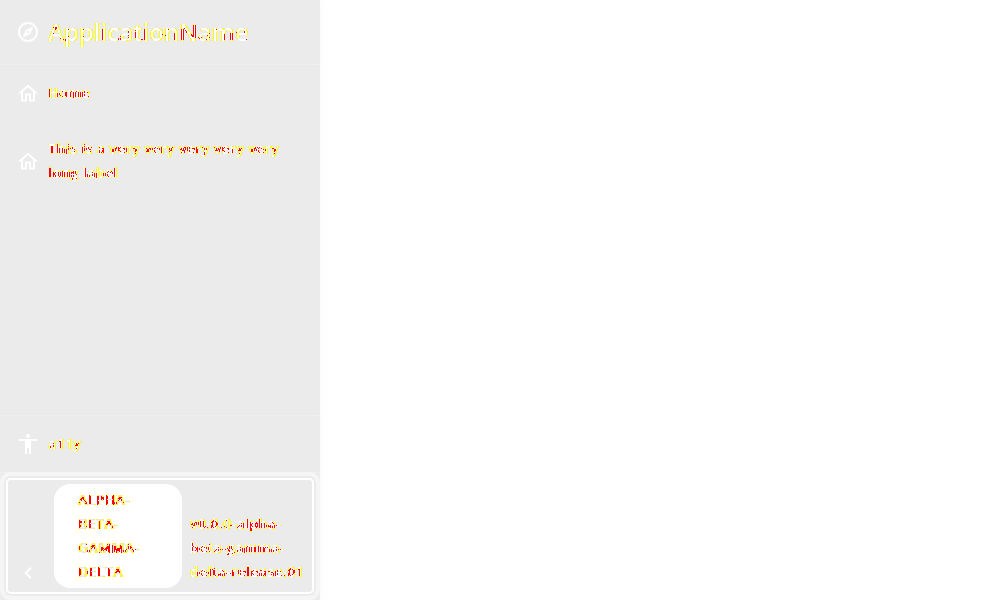 ApplicationName
Home
This is a very very very very very
long label
a11y
ALPHA-
BETA-
GAMMA-
DELTA
v0.0.1-alpha-
beta-gamma-
delta-release.01